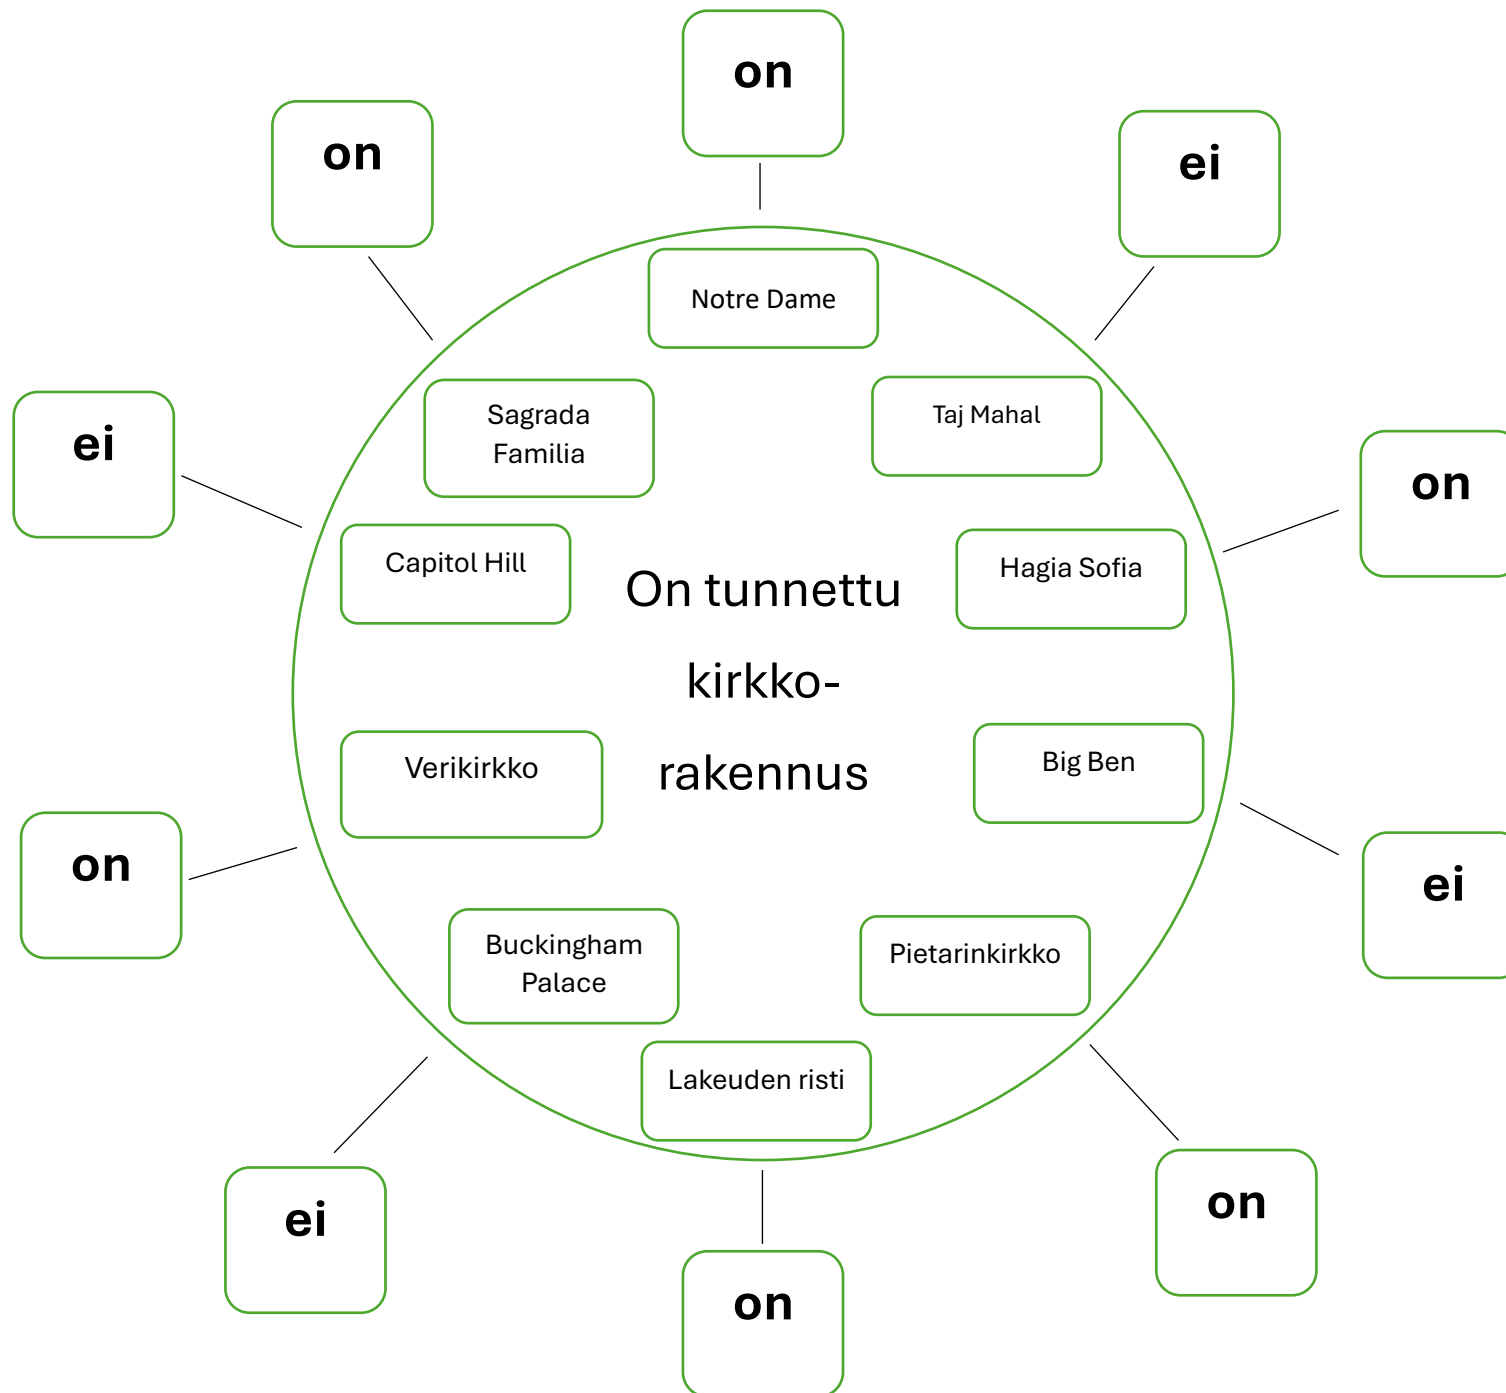 on
on
ei
Notre Dame
Sagrada
Familia
Taj Mahal
ei
on
Capitol Hill
Hagia Sofia
On tunnettu
kirkko-
rakennus
Verikirkko
Big Ben
on
ei
Buckingham
Palace
Pietarinkirkko
Lakeuden risti
ei
on
on